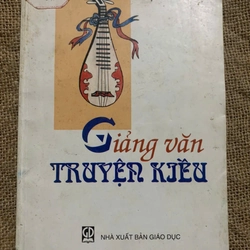 Giảng văn
TRUYỆN KIỀU
NHÀ XUẤT BẢN GIÁO DỤC